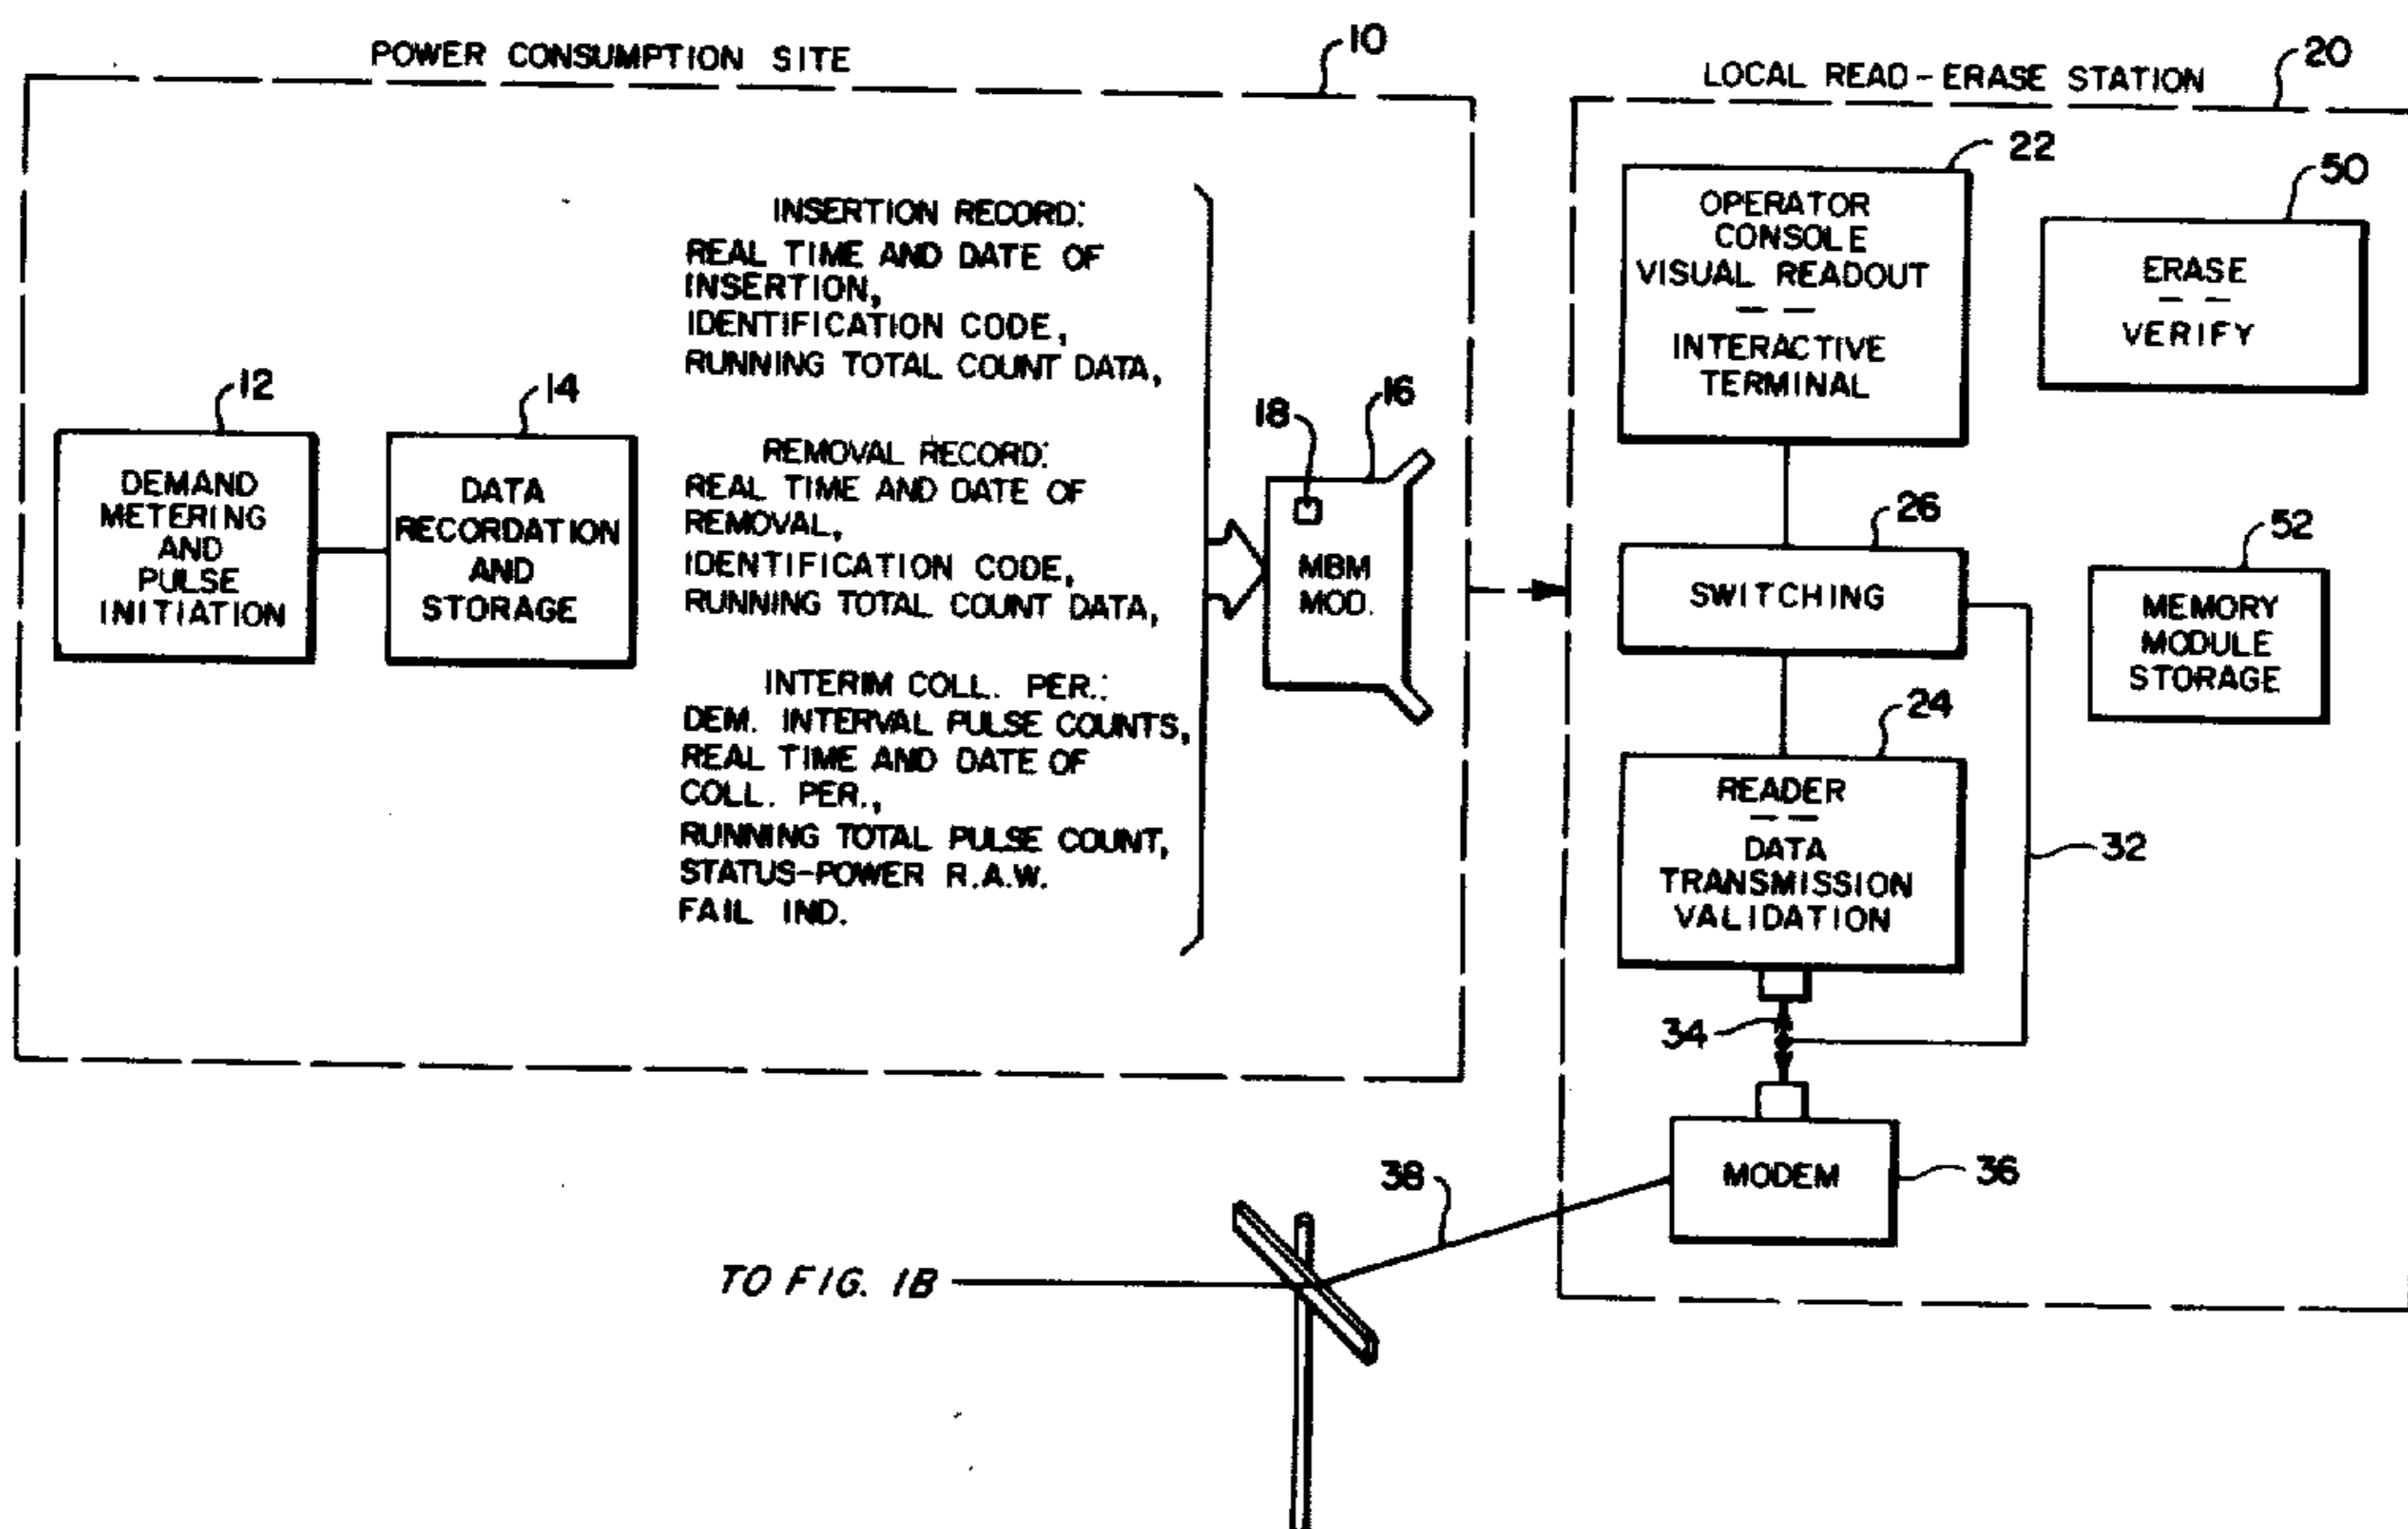 POWER CONSUMPTION SITE
10
INSERTION RECORD:
REAL TIME AND DATE OF
INSERTION,
IDENTIFICATION CODE,
RUNNING TOTAL COUNT DATA,
REMOVAL RECORD:
REAL TIME AND DATE OF
REMOVAL,
IDENTIFICATION CODE,
RUNNING TOTAL COUNT DATA,
INTERIM COLL. PER.:
DEM. INTERVAL PULSE COUNTS,
REAL TIME AND DATE OF
COLL. PER.,
RUNNING TOTAL PULSE COUNT,
STATUS-POWER R.A.W.
FAIL IND.
12
DEMAND
METERING
AND
PULSE
INITIATION
14
DATA
RECORDATION
AND
STORAGE
18
16
MBM
MOD.
LOCAL READ-ERASE STATION
20
22
OPERATOR
CONSOLE
VISUAL READOUT
INTERACTIVE
TERMINAL
50
ERASE
VERIFY
26
SWITCHING
52
MEMORY
MODULE
STORAGE
24
READER
DATA
TRANSMISSION
VALIDATION
32
34
MODEM
36
38
TO FIG. 1B